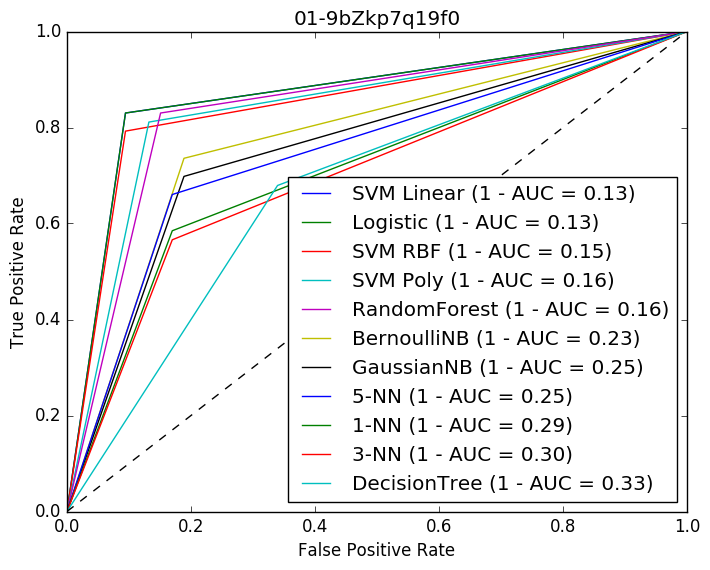 01-9bZkp7q19f0
1.0
0.8
0.6
0.4
0.2
0.0
True Positive Rate
SVM Linear (1 - AUC = 0.13)
Logistic (1 - AUC = 0.13)
SVM RBF (1 - AUC = 0.15)
SVM Poly (1 - AUC = 0.16)
RandomForest (1 - AUC = 0.16)
BernoulliNB (1 - AUC = 0.23)
GaussianNB (1 - AUC = 0.25)
5-NN (1 - AUC = 0.25)
1-NN (1 - AUC = 0.29)
3-NN (1 - AUC = 0.30)
DecisionTree (1 - AUC = 0.33)
0.0 0.2 0.4 0.6 0.8 1.0
False Positive Rate